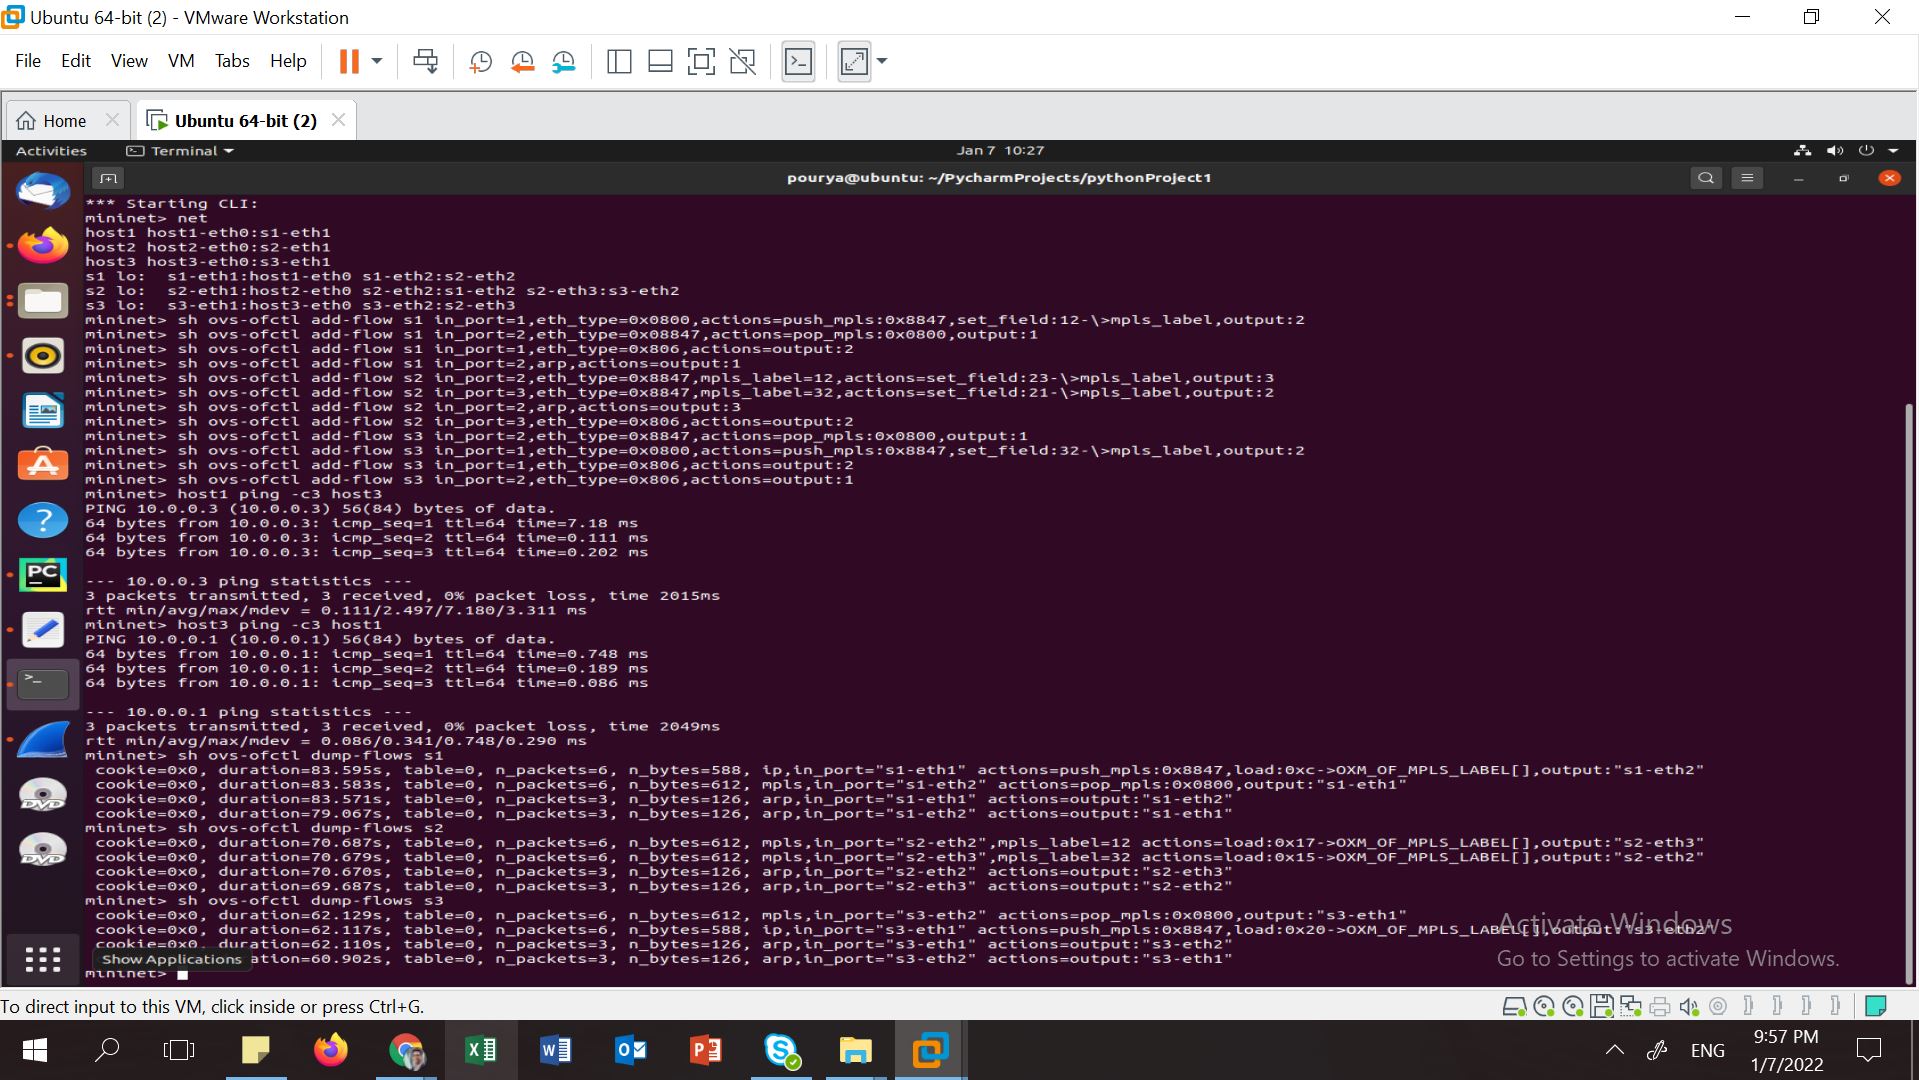 Ubuntu 64-bit (2) - VMware Workstation
File Edit View VM Tabs Help
Home
Ubuntu 64-bit (2)
Activities Terminal Jan 7 10:27
pourya@ubuntu: ~/PycharmProjects/pythonProject1
*** Starting CLI:
mininet> net
host1 host1-eth0:s1-eth1
host2 host2-eth0:s2-eth1
host3 host3-eth0:s3-eth1
s1 lo:  s1-eth1:host1-eth0 s1-eth2:s2-eth2
s2 lo:  s2-eth1:host2-eth0 s2-eth2:s1-eth2 s2-eth3:s3-eth2
s3 lo:  s3-eth1:host3-eth0 s3-eth2:s2-eth3
mininet> sh ovs-ofctl add-flow s1 in_port=1,eth_type=0x0800,actions=push_mpls:0x8847,set_field:12-\>mpls_label,output:2
mininet> sh ovs-ofctl add-flow s1 in_port=2,eth_type=0x08847,actions=pop_mpls:0x0800,output:1
mininet> sh ovs-ofctl add-flow s1 in_port=1,eth_type=0x806,actions=output:2
mininet> sh ovs-ofctl add-flow s1 in_port=2,arp,actions=output:1
mininet> sh ovs-ofctl add-flow s2 in_port=2,eth_type=0x8847,mpls_label=12,actions=set_field:23-\>mpls_label,output:3
mininet> sh ovs-ofctl add-flow s2 in_port=3,eth_type=0x8847,mpls_label=32,actions=set_field:21-\>mpls_label,output:2
mininet> sh ovs-ofctl add-flow s2 in_port=2,arp,actions=output:3
mininet> sh ovs-ofctl add-flow s2 in_port=3,eth_type=0x806,actions=output:2
mininet> sh ovs-ofctl add-flow s3 in_port=2,eth_type=0x8847,actions=pop_mpls:0x0800,output:1
mininet> sh ovs-ofctl add-flow s3 in_port=1,eth_type=0x0800,actions=push_mpls:0x8847,set_field:32-\>mpls_label,output:2
mininet> sh ovs-ofctl add-flow s3 in_port=1,eth_type=0x806,actions=output:2
mininet> sh ovs-ofctl add-flow s3 in_port=2,eth_type=0x806,actions=output:1
mininet> host1 ping -c3 host3
PING 10.0.0.3 (10.0.0.3) 56(84) bytes of data.
64 bytes from 10.0.0.3: icmp_seq=1 ttl=64 time=7.18 ms
64 bytes from 10.0.0.3: icmp_seq=2 ttl=64 time=0.111 ms
64 bytes from 10.0.0.3: icmp_seq=3 ttl=64 time=0.202 ms
--- 10.0.0.3 ping statistics ---
3 packets transmitted, 3 received, 0% packet loss, time 2015ms
rtt min/avg/max/mdev = 0.111/2.497/7.180/3.311 ms
mininet> host3 ping -c3 host1
PING 10.0.0.1 (10.0.0.1) 56(84) bytes of data.
64 bytes from 10.0.0.1: icmp_seq=1 ttl=64 time=0.748 ms
64 bytes from 10.0.0.1: icmp_seq=2 ttl=64 time=0.189 ms
64 bytes from 10.0.0.1: icmp_seq=3 ttl=64 time=0.086 ms
--- 10.0.0.1 ping statistics ---
3 packets transmitted, 3 received, 0% packet loss, time 2049ms
rtt min/avg/max/mdev = 0.086/0.341/0.748/0.290 ms
mininet> sh ovs-ofctl dump-flows s1
cookie=0x0, duration=83.595s, table=0, n_packets=6, n_bytes=588, ip,in_port="s1-eth1" actions=push_mpls:0x8847,load:0xc->OXM_OF_MPLS_LABEL[],output:"s1-eth2"
cookie=0x0, duration=83.583s, table=0, n_packets=6, n_bytes=612, mpls,in_port="s1-eth2" actions=pop_mpls:0x0800,output:"s1-eth1"
cookie=0x0, duration=83.571s, table=0, n_packets=3, n_bytes=126, arp,in_port="s1-eth1" actions=output:"s1-eth2"
cookie=0x0, duration=79.067s, table=0, n_packets=3, n_bytes=126, arp,in_port="s1-eth2" actions=output:"s1-eth1"
mininet> sh ovs-ofctl dump-flows s2
cookie=0x0, duration=70.687s, table=0, n_packets=6, n_bytes=612, mpls,in_port="s2-eth2",mpls_label=12 actions=load:0x17->OXM_OF_MPLS_LABEL[],output:"s2-eth3"
cookie=0x0, duration=70.679s, table=0, n_packets=6, n_bytes=612, mpls,in_port="s2-eth3",mpls_label=32 actions=load:0x15->OXM_OF_MPLS_LABEL[],output:"s2-eth2"
cookie=0x0, duration=70.670s, table=0, n_packets=3, n_bytes=126, arp,in_port="s2-eth2" actions=output:"s2-eth3"
cookie=0x0, duration=69.687s, table=0, n_packets=3, n_bytes=126, arp,in_port="s2-eth3" actions=output:"s2-eth2"
mininet> sh ovs-ofctl dump-flows s3
cookie=0x0, duration=62.129s, table=0, n_packets=6, n_bytes=612, mpls,in_port="s3-eth2" actions=pop_mpls:0x0800,output:"s3-eth1"
cookie=0x0, duration=62.117s, table=0, n_packets=6, n_bytes=588, ip,in_port="s3-eth1" actions=push_mpls:0x8847,load:0x20->OXM_OF_MPLS_LABEL[],output:"s3-eth2"
cookie=0x0, duration=62.110s, table=0, n_packets=3, n_bytes=126, arp,in_port="s3-eth1" actions=output:"s3-eth2"
ation=60.902s, table=0, n_packets=3, n_bytes=126, arp,in_port="s3-eth2" actions=output:"s3-eth1"
mininet>
Show Applications
Activate Windows
Go to Settings to activate Windows.
PC
DVD
DVD
To direct input to this VM, click inside or press Ctrl+G.
ENG
9:57 PM
1/7/2022